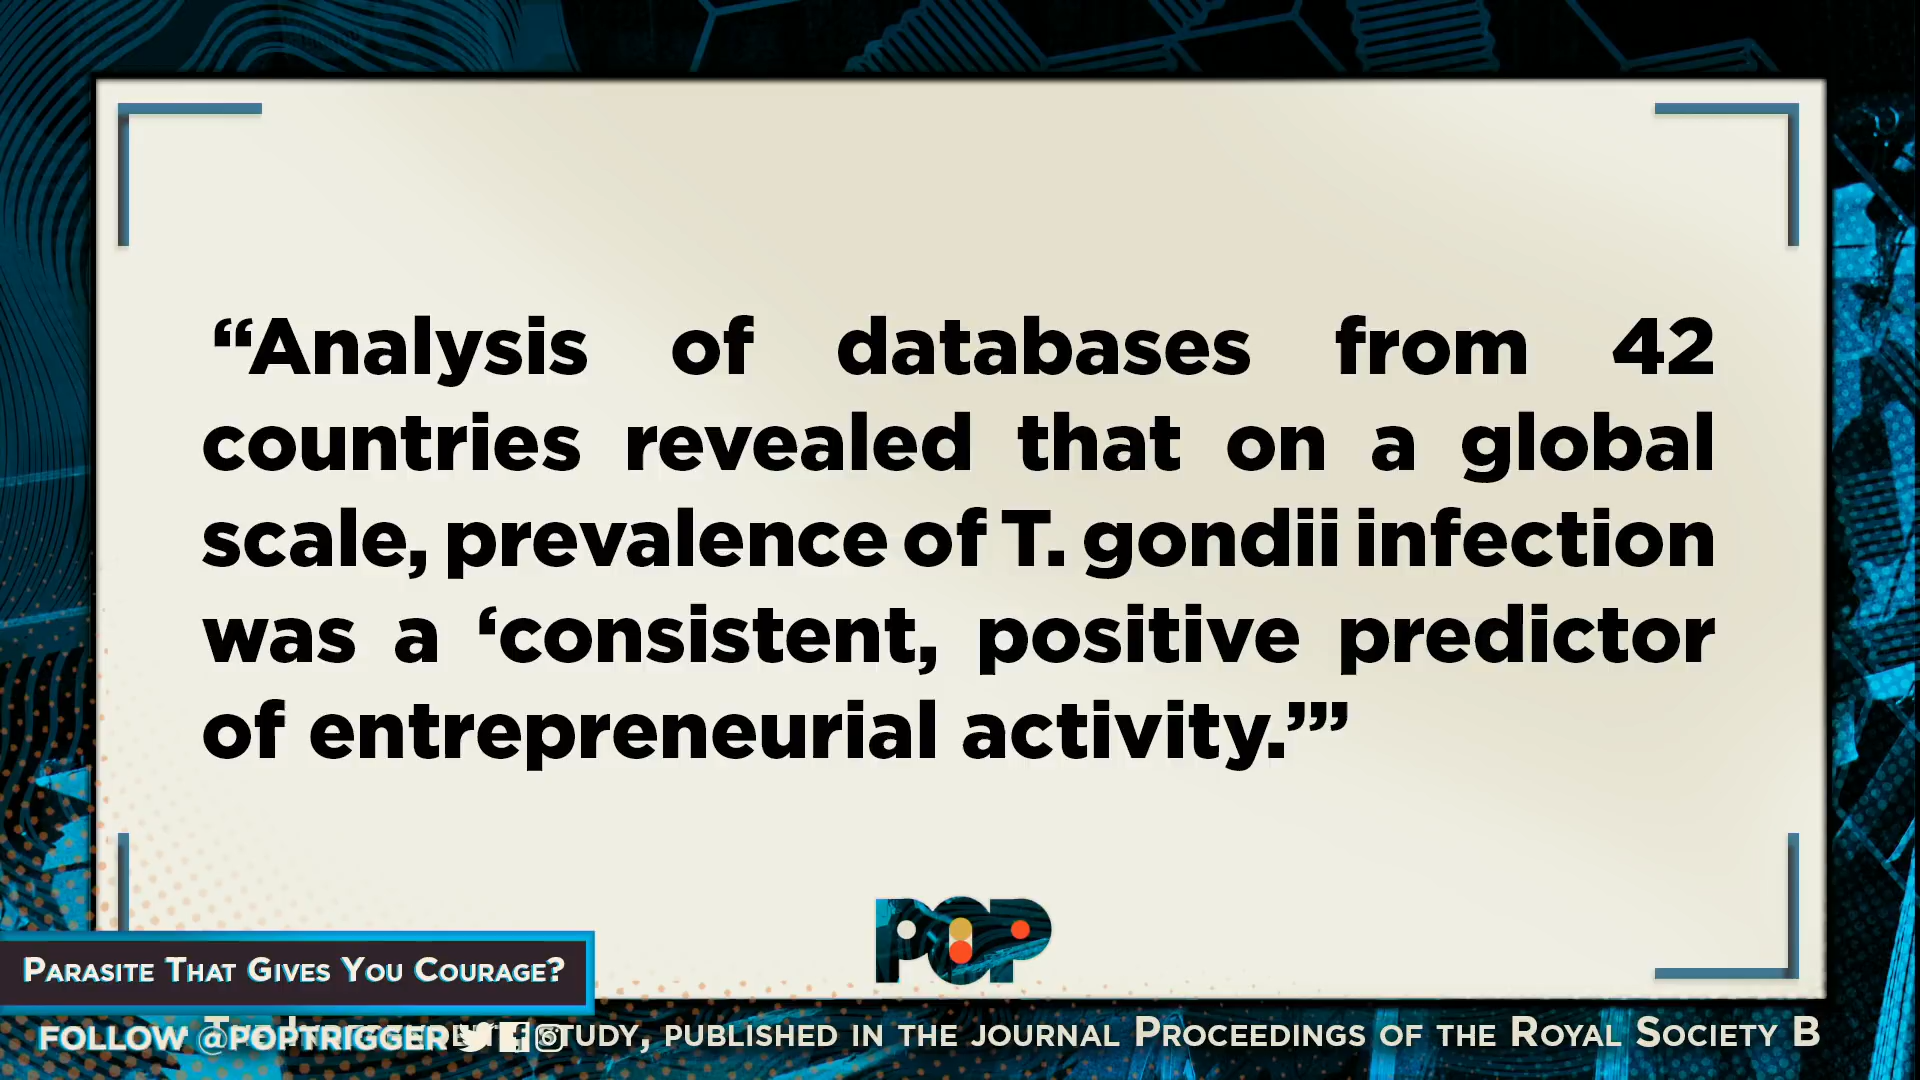 “Analysis of databases from 42
countries revealed that on a global
scale, prevalence of T. gondii infection
was a ‘consistent, positive predictor
of entrepreneurial activity.’”
POP
PARASITE THAT GIVES YOU COURAGE?
FOLLOW @POPTRIGGER
STUDY, PUBLISHED IN THE JOURNAL PROCEEDINGS OF THE ROYAL SOCIETY B